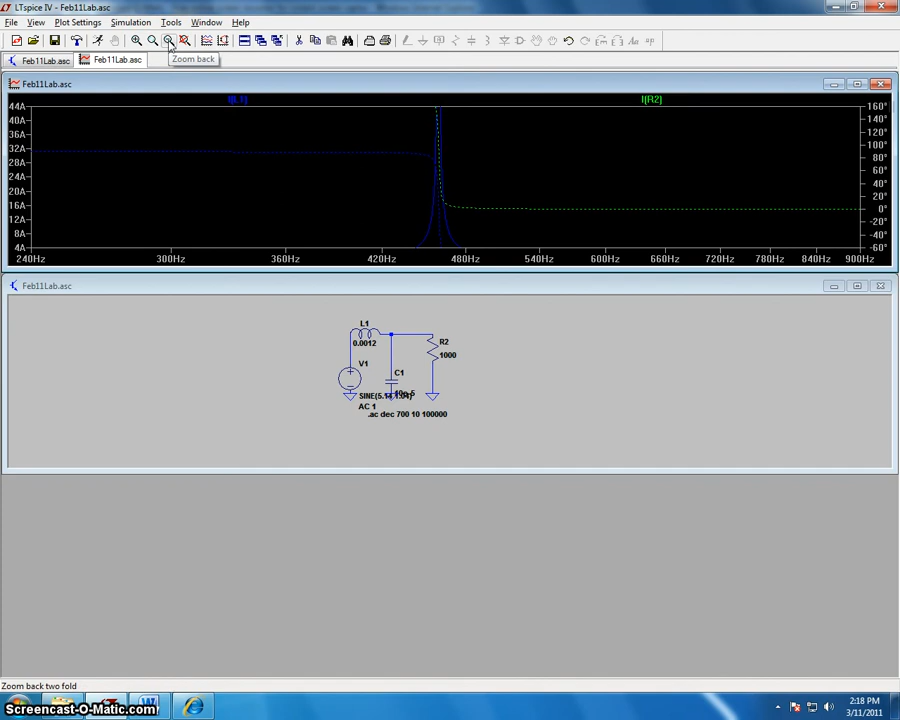 LTspice IV - Feb11Lab.asc
File View Plot Settings Simulation Tools Window Help
Feb11Lab.asc Feb11Lab.asc
Zoom back
Feb11Lab.asc
I(L1) I(R2)
44A 160°
40A 140°
36A 120°
32A 100°
28A 80°
24A 60°
20A 40°
16A 20°
12A 0°
-20°
8A -40°
4A -60°
240Hz 300Hz 360Hz 420Hz 480Hz 540Hz 600Hz 660Hz 720Hz 780Hz 840Hz 900Hz
Feb11Lab.asc
L1
0.0012
R2
1000
V1
C1
AC 1
.ac dec 700 10 100000
Zoom back two fold
Screencast-O-Matic.com
2:18 PM
3/11/2011